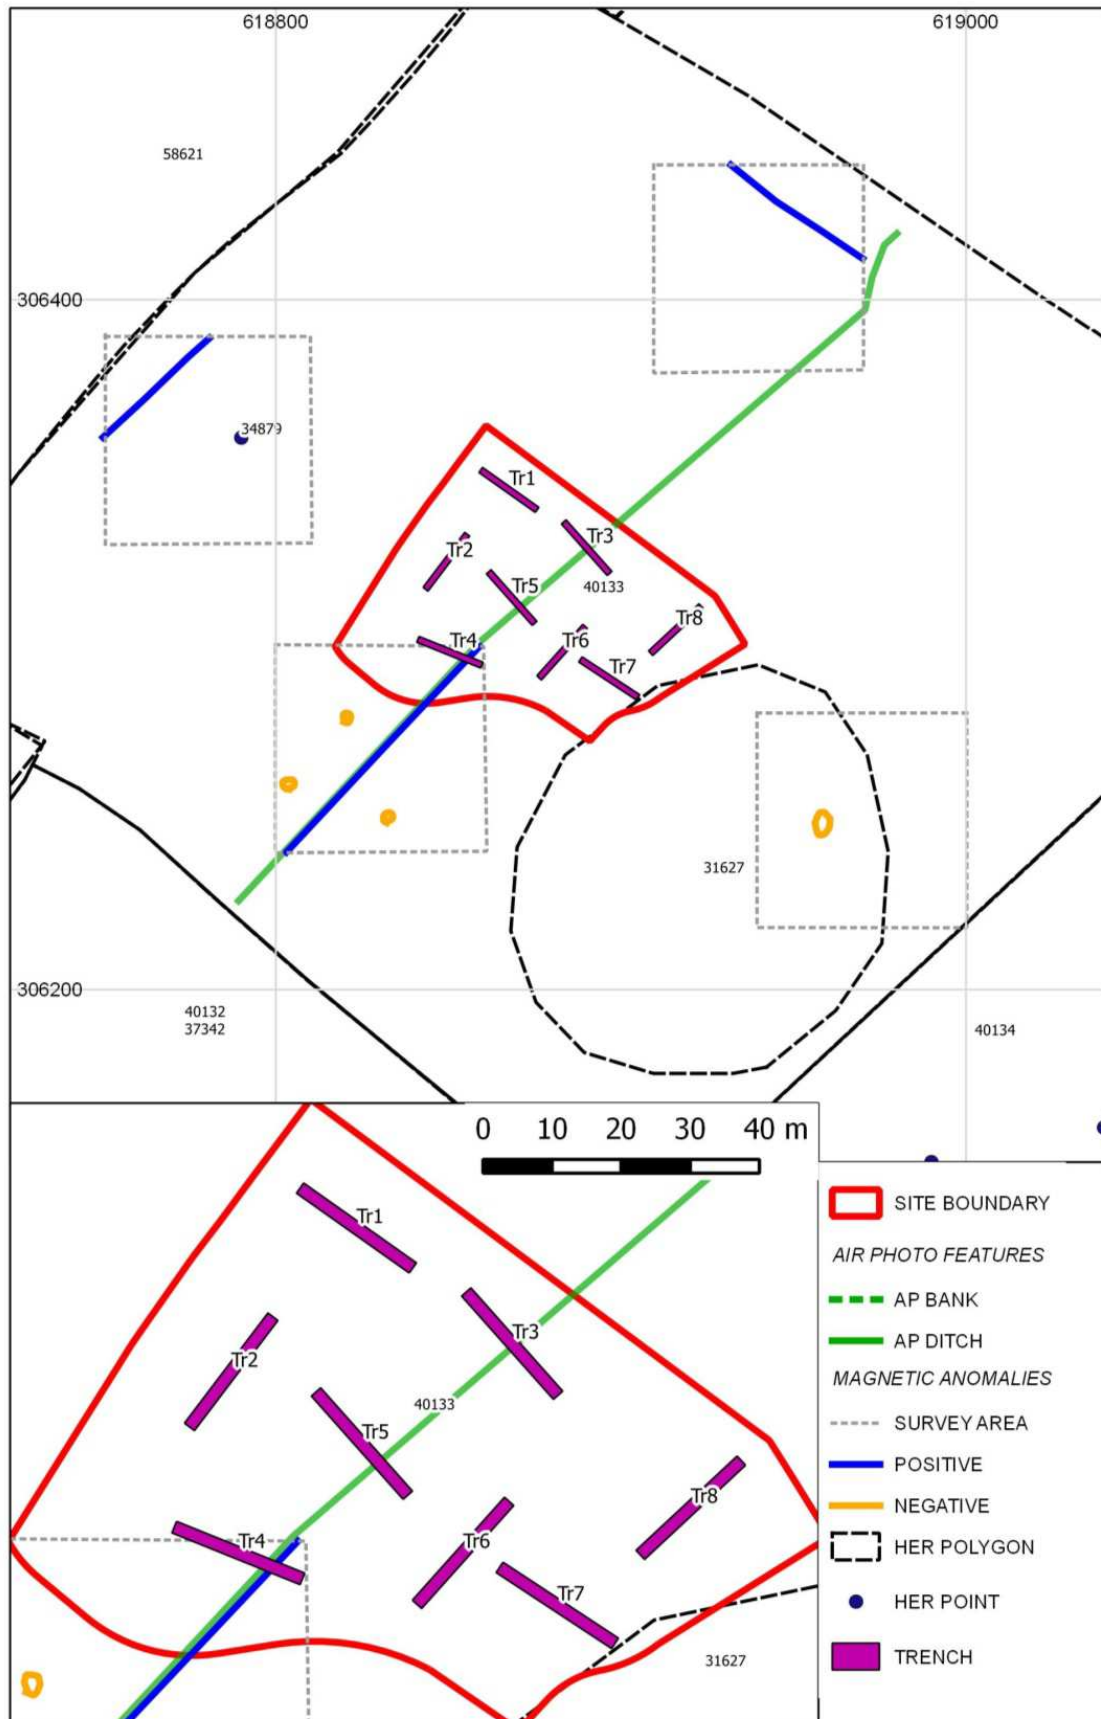 618800
619000
58621
306400
34879
Tr1
Tr2
Tr3
40133
Tr5
Tr8
Tr4
Tr6
Tr7
31627
306200
40132
37342
40134
0 10 20 30 40 m
Tr1
Tr3
Tr2
40133
Tr5
Tr8
Tr4
Tr6
Tr7
31627
SITE BOUNDARY
AIR PHOTO FEATURES
AP BANK
AP DITCH
MAGNETIC ANOMALIES
SURVEY AREA
POSITIVE
NEGATIVE
HER POLYGON
HER POINT
TRENCH